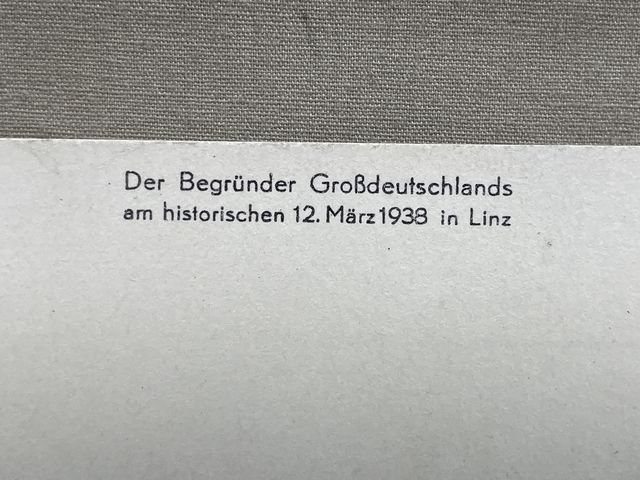 Der Begründer Großdeutschlands
am historischen 12. März 1938 in Linz